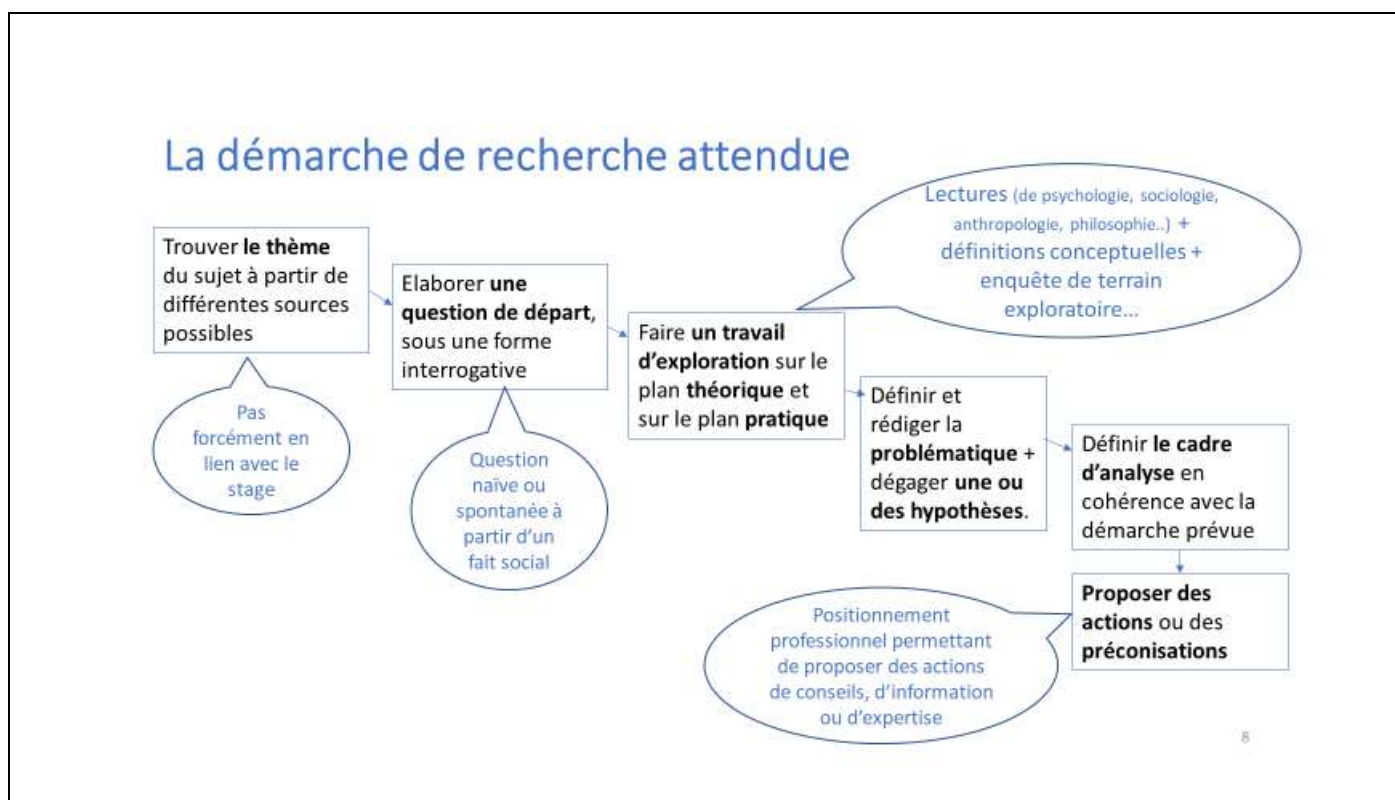 La démarche de recherche attendue
Trouver le thème
du sujet à partir de
différentes sources
possibles
Pas
forcément en
lien avec le
stage
Elaborer une
question de départ,
sous une forme
interrogative
Question
naïve ou
spontanée à
partir d'un
fait social
Faire un travail
d'exploration sur le
plan théorique et
sur le plan pratique
Lectures (de psychologie, sociologie,
anthropologie, philosophie..) +
définitions conceptuelles +
enquête de terrain
exploratoire...
Définir et
rédiger la
problématique +
dégager une ou
des hypothèses.
Définir le cadre
d'analyse en
cohérence avec la
démarche prévue
Proposer des
actions ou des
préconisations
Positionnement
professionnel permettant
de proposer des actions
de conseils, d'information
ou d'expertise
8